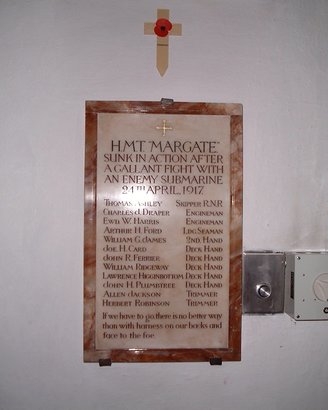 H.M.T. "MARGATE"
SUNK IN ACTION AFTER
A GALLANT FIGHT WITH
AN ENEMY SUBMARINE
24TH APRIL, 1917.
THOMAS ASHLEY SKIPPER R.N.R
CHARLES J. DRAPER ENGINEMAN
EWD W. HARRIS ENGINEMAN
ARTHUR H. FORD LDG SEAMAN
WILLIAM G. JAMES 2ND HAND
JOE H. CARD DECK HAND
JOHN R. FERRIER DECK HAND
WILLIAM RIDGEWAY DECK HAND
LAWRENCE HIGGINBOTTOM DECK HAND
JOHN H. PLUMBTREE DECK HAND
ALLEN JACKSON TRIMMER
HERBERT ROBINSON TRIMMER
If we have to go, there is no better way
than with harness on our backs and
face to the foe.